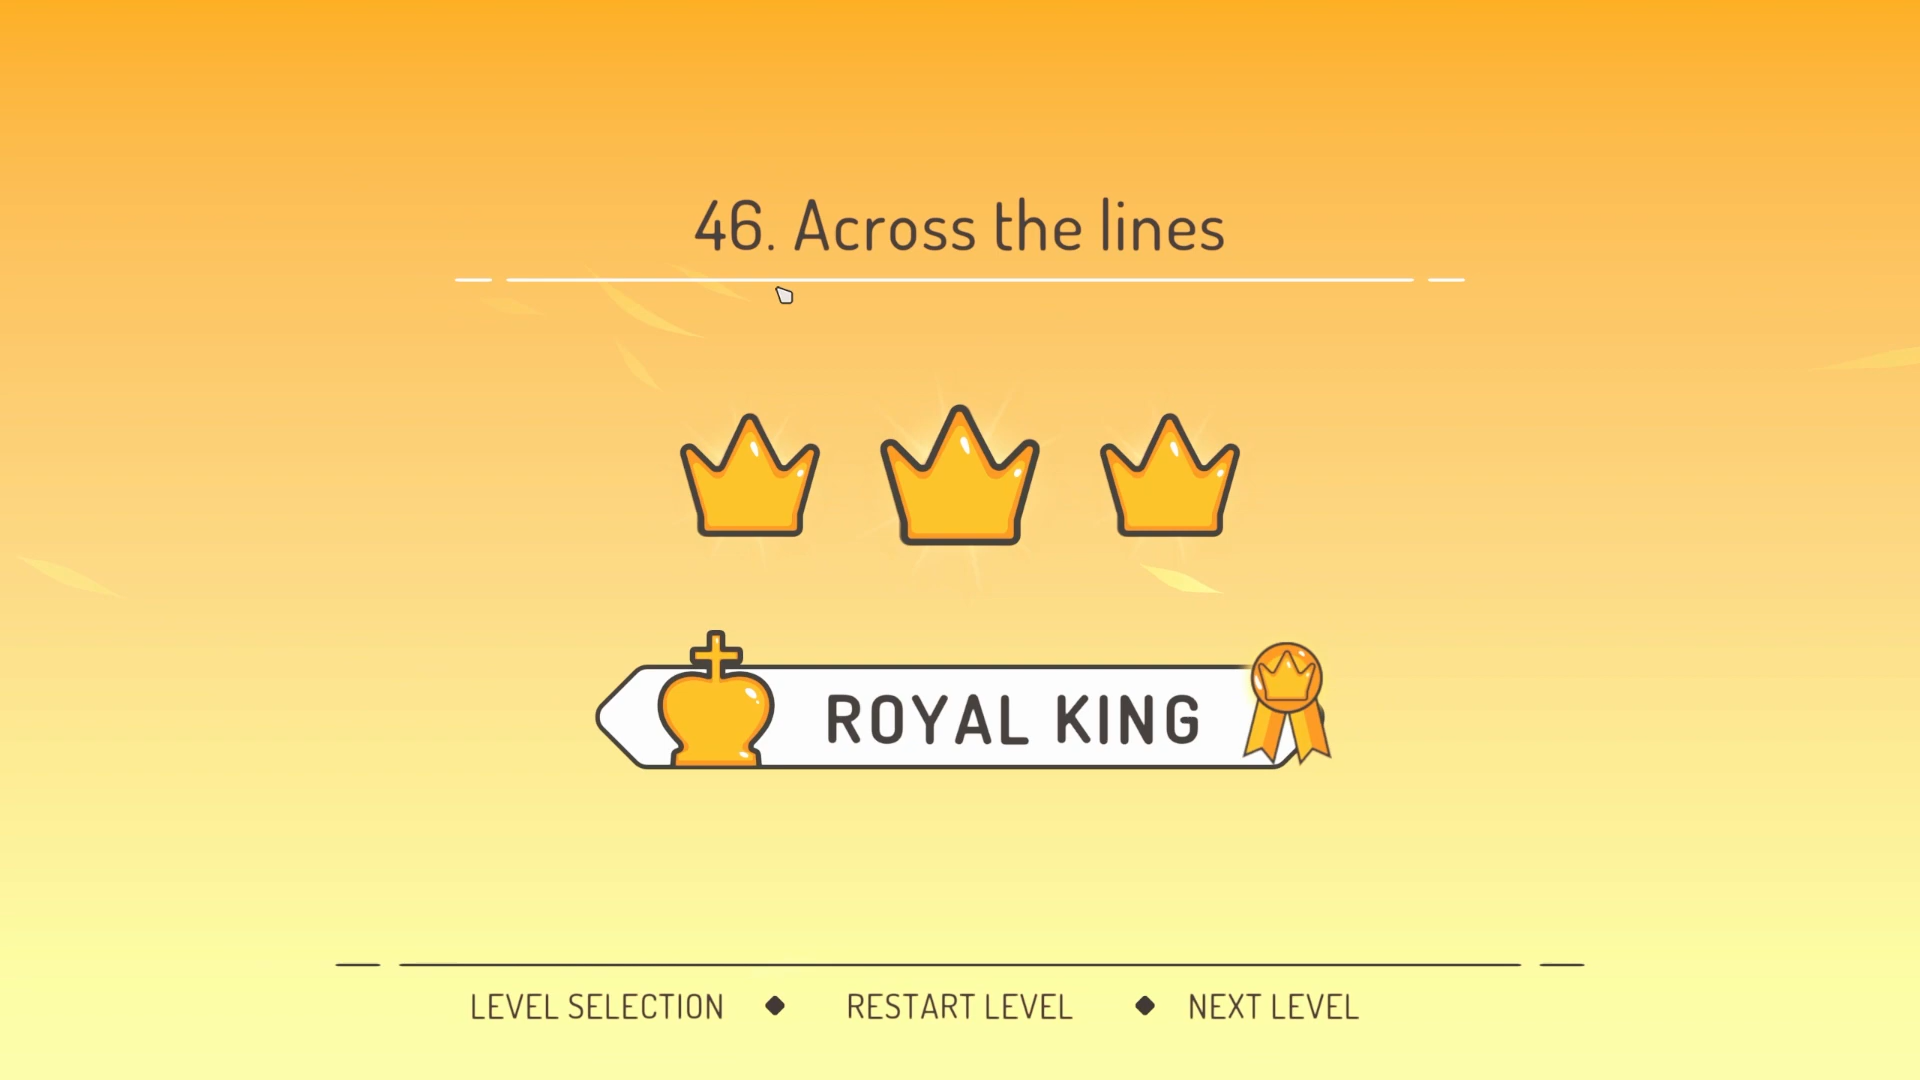 46. Across the lines
ROYAL KING
LEVEL SELECTION
RESTART LEVEL
NEXT LEVEL